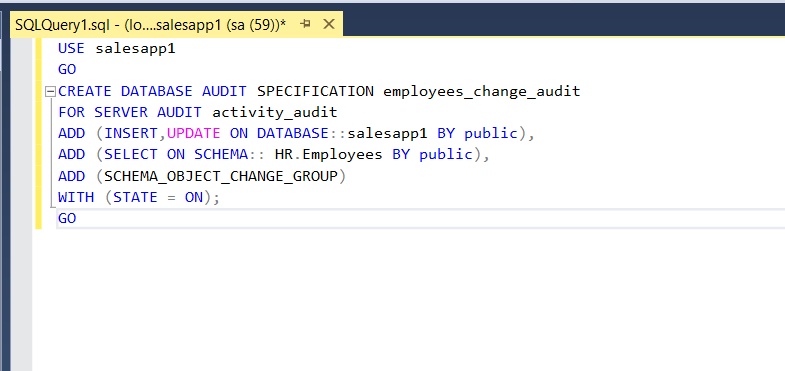 SQLQuery1.sql - (lo....salesapp1 (sa (59))*
USE salesapp1
GO
CREATE DATABASE AUDIT SPECIFICATION employees_change_audit
FOR SERVER AUDIT activity_audit
ADD (INSERT,UPDATE ON DATABASE::salesapp1 BY public),
ADD (SELECT ON SCHEMA:: HR.Employees BY public),
ADD (SCHEMA_OBJECT_CHANGE_GROUP)
WITH (STATE = ON);
GO